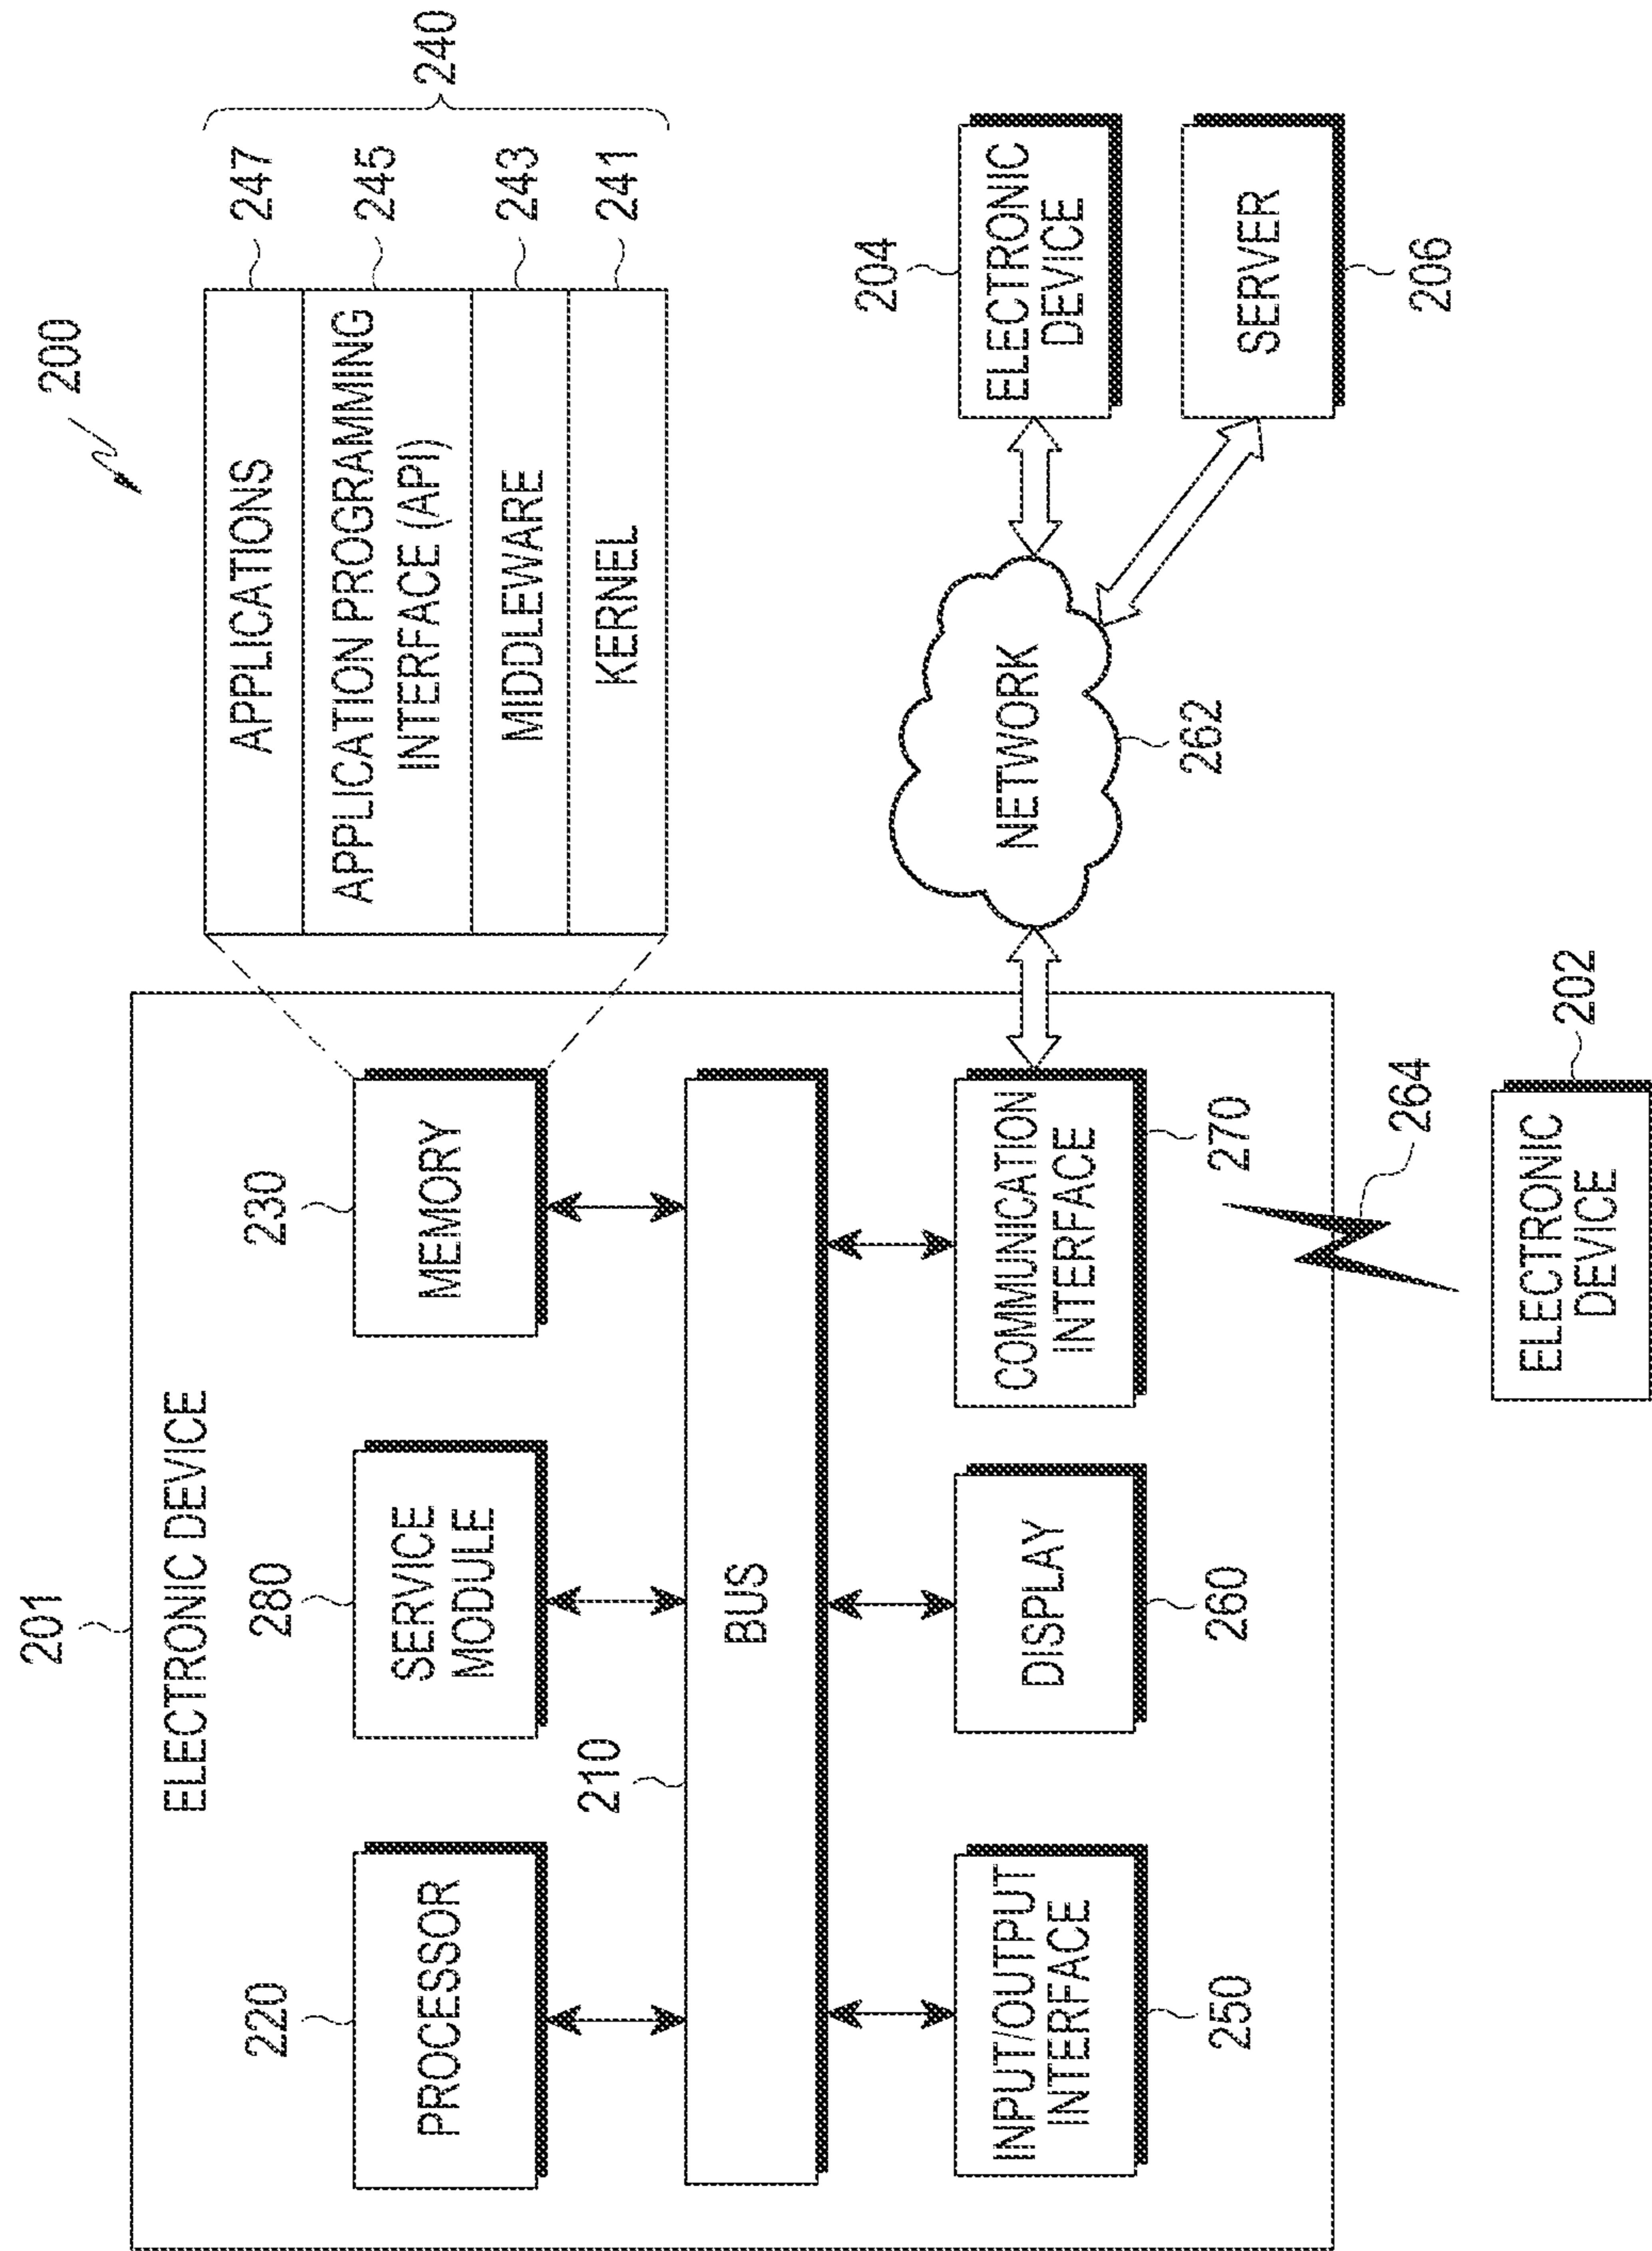 200
201
ELECTRONIC DEVICE
220
280
230
PROCESSOR
SERVICE
MODULE
MEMORY
APPLICATIONS
247
APPLICATION PROGRAMMING
INTERFACE (API)
245
MIDDLEWARE
243
KERNEL
241
240
210
BUS
INPUT/OUTPUT
INTERFACE
DISPLAY
COMMUNICATION
INTERFACE
250
260
270
NETWORK
262
204
ELECTRONIC
DEVICE
SERVER
206
264
ELECTRONIC
DEVICE
202